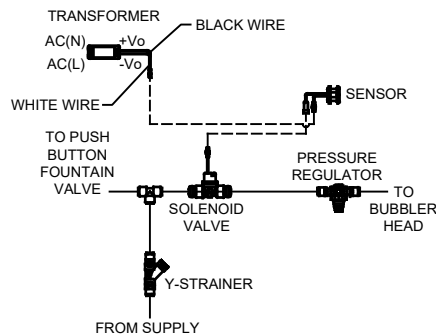 TRANSFORMER
BLACK WIRE
AC(N) +Vo
AC(L) -Vo
WHITE WIRE
SENSOR
TO PUSH
BUTTON
FOUNTAIN
VALVE
PRESSURE
REGULATOR
SOLENOID
VALVE
TO
BUBBLER
HEAD
Y-STRAINER
FROM SUPPLY